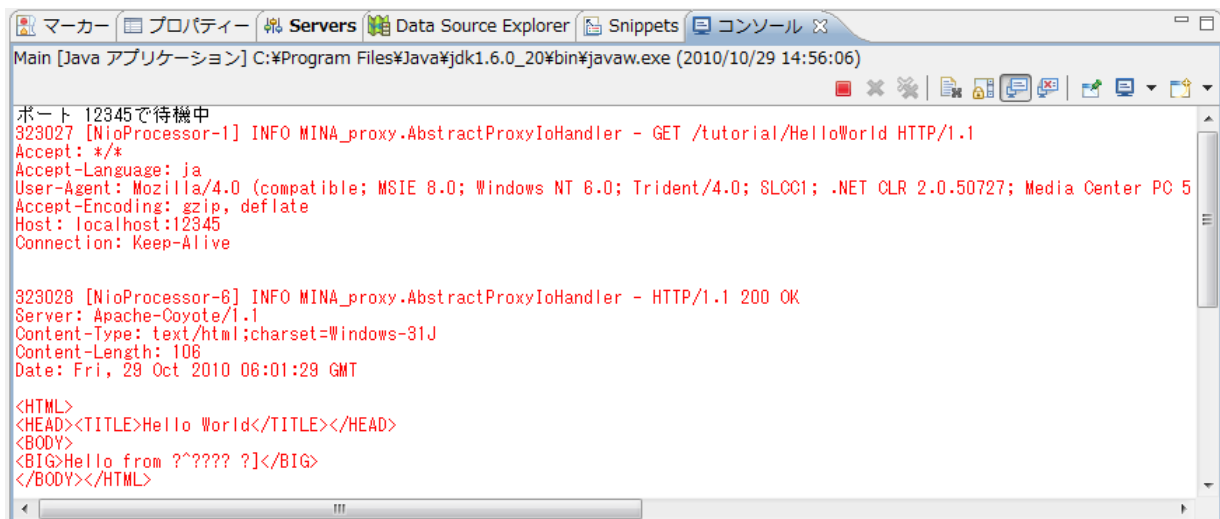 マーカー プロパティー Servers Data Source Explorer Snippets コンソール
Main [Java アプリケーション] C:¥Program Files¥Java¥jdk1.6.0_20¥bin¥javaw.exe (2010/10/29 14:56:06)
ポート 12345で待機中
323027 [NioProcessor-1] INFO MINA_proxy.AbstractProxyIoHandler - GET /tutorial/HelloWorld HTTP/1.1
Accept: */*
Accept-Language: ja
User-Agent: Mozilla/4.0 (compatible; MSIE 8.0; Windows NT 6.0; Trident/4.0; SLCC1; .NET CLR 2.0.50727; Media Center PC 5
Accept-Encoding: gzip, deflate
Host: localhost:12345
Connection: Keep-Alive
323028 [NioProcessor-6] INFO MINA_proxy.AbstractProxyIoHandler - HTTP/1.1 200 OK
Server: Apache-Coyote/1.1
Content-Type: text/html;charset=Windows-31J
Content-Length: 106
Date: Fri, 29 Oct 2010 06:01:29 GMT
<HTML>
<HEAD><TITLE>Hello World</TITLE></HEAD>
<BODY>
<BIG>Hello from ?^???? ?]</BIG>
</BODY></HTML>